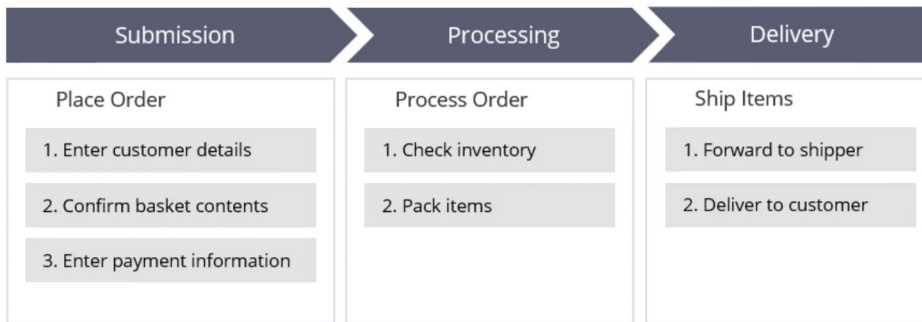 Submission
Processing
Delivery
Place Order
1. Enter customer details
2. Confirm basket contents
3. Enter payment information
Process Order
1. Check inventory
2. Pack items
Ship Items
1. Forward to shipper
2. Deliver to customer